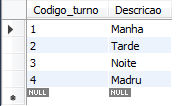 Codigo_turno Descricao
1 Manha
2 Tarde
3 Noite
4 Madru
NULL NULL